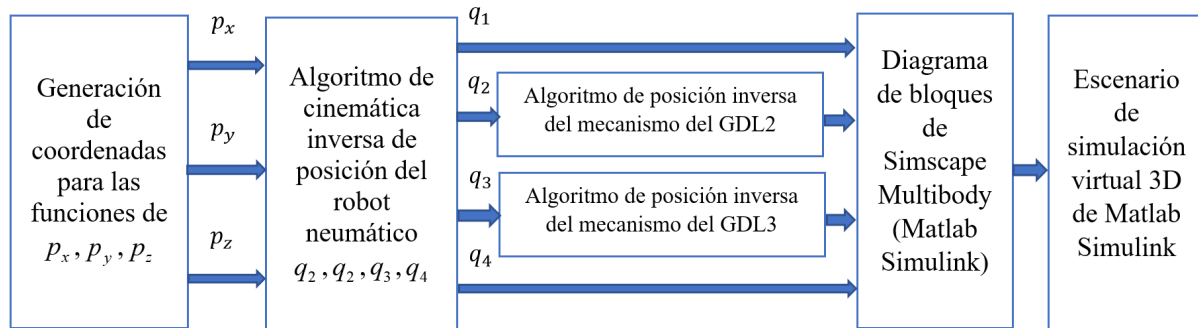 Generación
de
coordenadas
para las
funciones de
p_x, p_y, p_z
p_x
p_y
p_z
Algoritmo de
cinemática
inversa de
posición del
robot
neumático
q_2, q_2, q_3, q_4
q_1
q_2
Algoritmo de posición inversa
del mecanismo del GDL2
q_3
Algoritmo de posición inversa
del mecanismo del GDL3
q_4
Diagrama
de bloques
de
Simscape
Multibody
(Matlab
Simulink)
Escenario
de
simulación
virtual 3D
de Matlab
Simulink